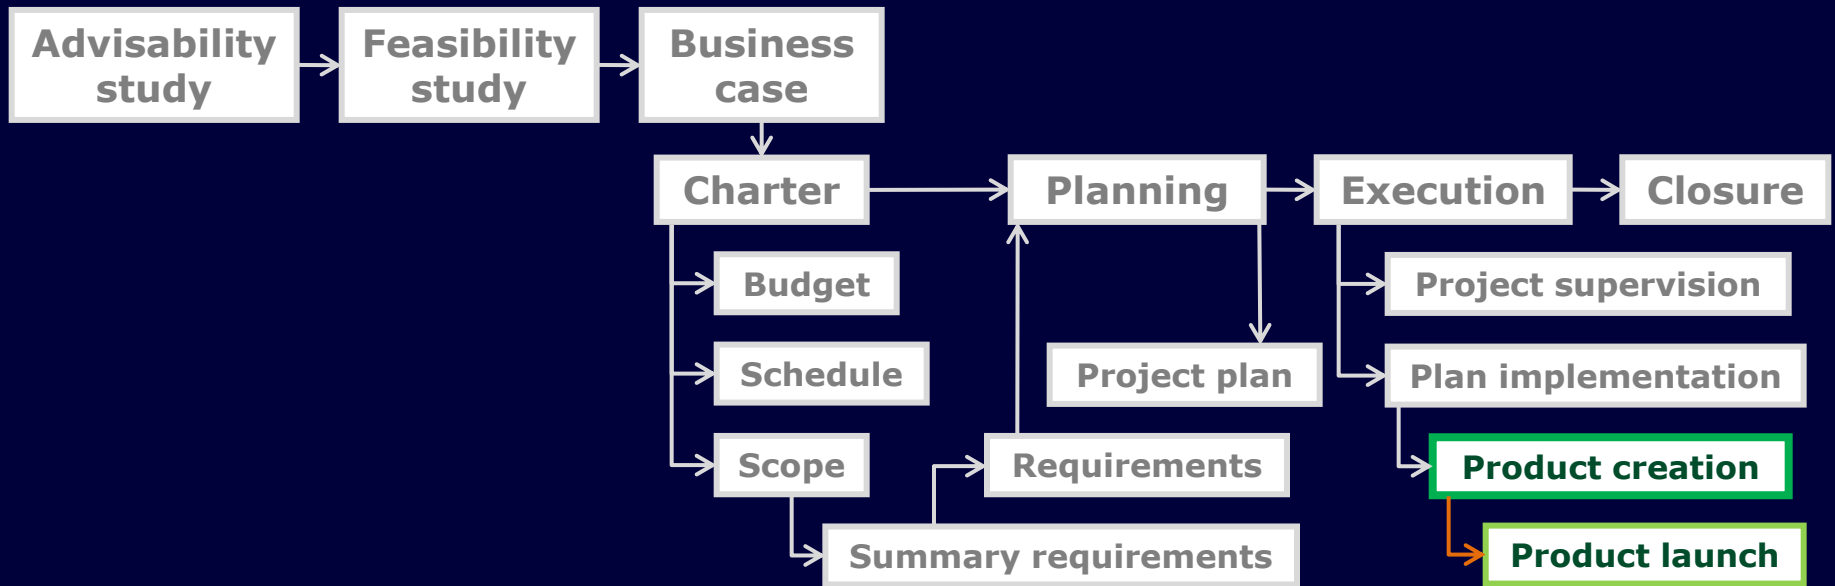 Advisability
study
Feasibility
study
Business
case
Charter
Planning
Execution
Closure
Budget
Project supervision
Schedule
Project plan
Plan implementation
Scope
Requirements
Product creation
Summary requirements
Product launch